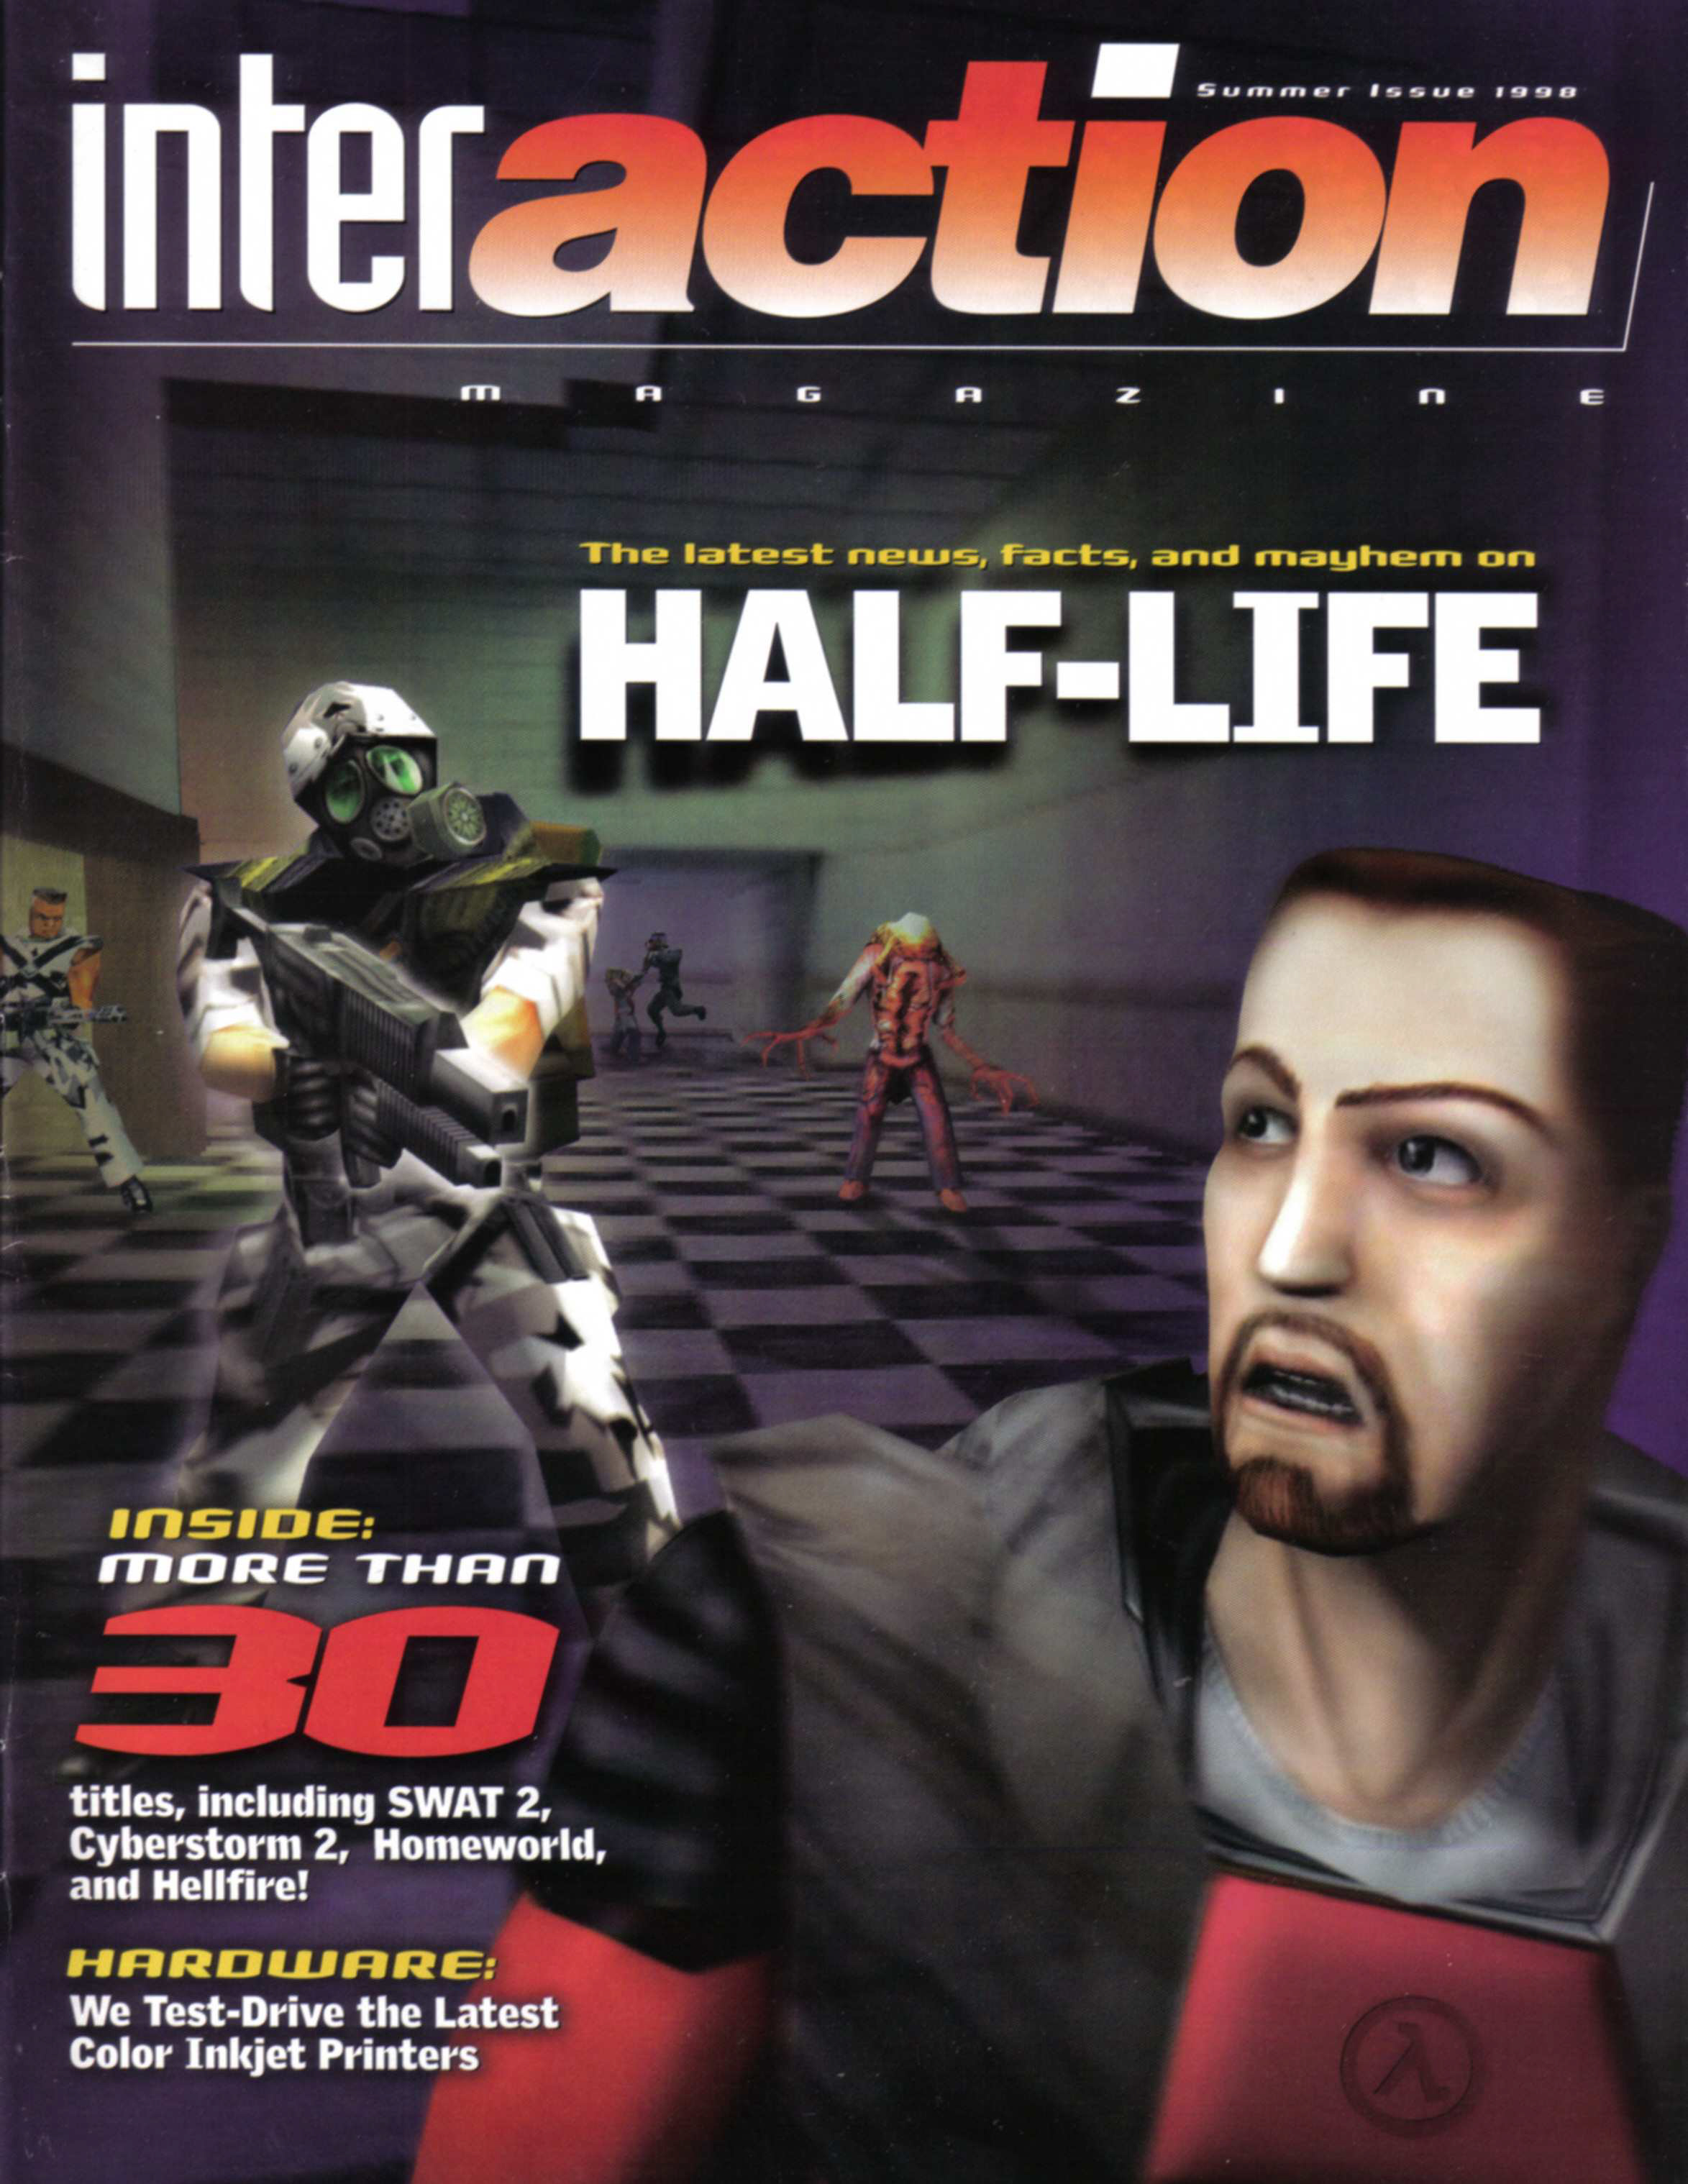 Summer Issue 1998
interaction
MAGAZINE
The latest news, facts, and mayhem on
HALF-LIFE
INSIDE:
MORE THAN
30
titles, including SWAT 2,
Cyberstorm 2, Homeworld,
and Hellfire!
HARDWARE:
We Test-Drive the Latest
Color Inkjet Printers
λ